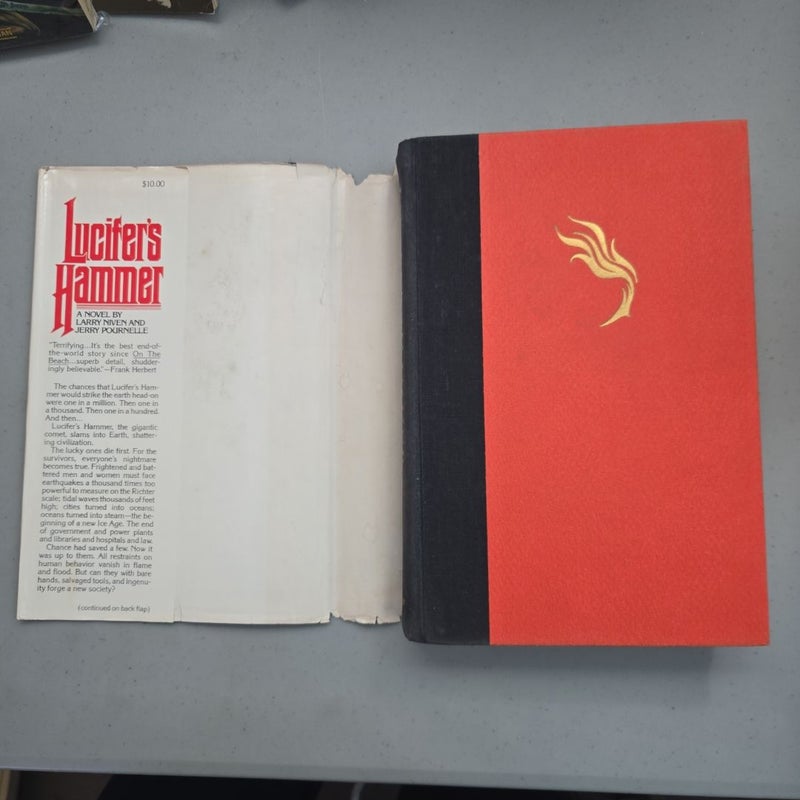 $10.00
Lucifer's
Hammer
A NOVEL BY
LARRY NIVEN AND
JERRY POURNELLE
"Terrifying...It's the best end-of-
the-world story since On The
Beach...superb detail, shudder-
ingly believable."—Frank Herbert
The chances that Lucifer's Ham-
mer would strike the earth head-on
were one in a million. Then one in
a thousand. Then one in a hundred.
And then...
Lucifer's Hammer, the gigantic
comet, slams into Earth, shatter-
ing civilization.
The lucky ones die first. For the
survivors, everyone's nightmare
becomes true. Frightened and bat-
tered men and women must face
earthquakes a thousand times too
powerful to measure on the Richter
scale; tidal waves thousands of feet
high; cities turned into oceans;
oceans turned into steam—the be-
ginning of a new Ice Age. The end
of government and power plants
and libraries and hospitals and law.
Chance had saved a few. Now it
was up to them. All restraints on
human behavior vanish in flame
and flood. But can they with bare
hands, salvaged tools, and ingenu-
ity forge a new society?
(continued on back flap)